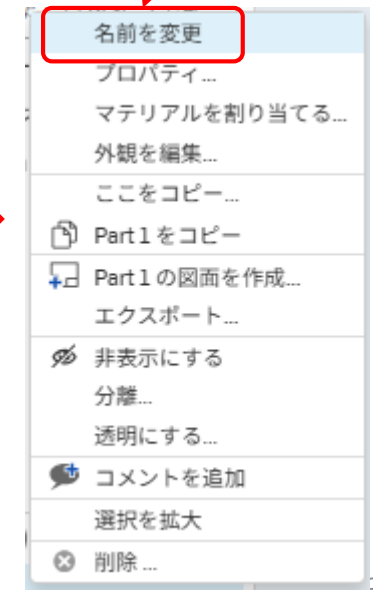 名前を変更
プロパティ...
マテリアルを割り当てる...
外観を編集...
ここをコピー...
Part 1 をコピー
Part 1 の図面を作成...
エクスポート...
非表示にする
分離...
透明にする...
コメントを追加
選択を拡大
削除 ...